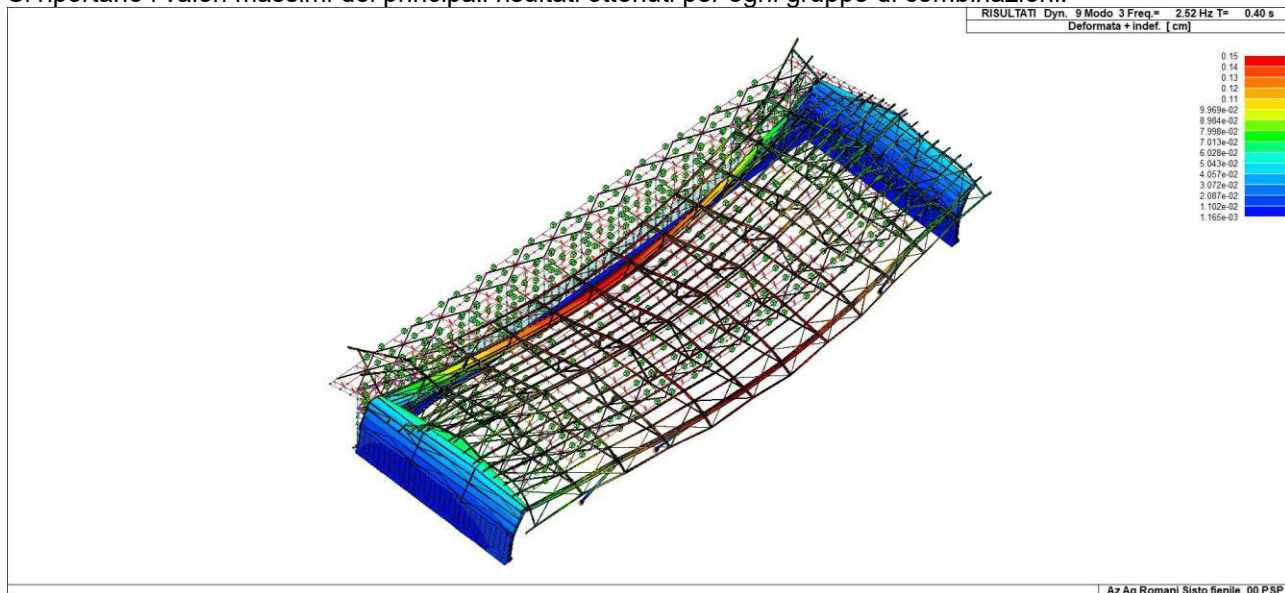 Si riportano i valori massimi dei principali risultati ottenuti per ogni gruppo di combinazioni.
RISULTATI Dyn. 9 Modo 3 Freq.= 2.52 Hz T= 0.40 s
Deformata + indef. [ cm]
0.15
0.14
0.13
0.12
0.11
9.969e-02
8.984e-02
7.998e-02
7.013e-02
6.028e-02
5.043e-02
4.057e-02
3.072e-02
2.087e-02
1.102e-02
1.165e-03
Az.Ag.Romani Sisto fienile_00.PSP